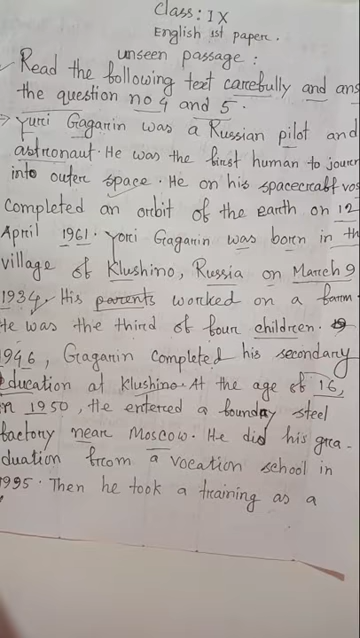 Class: IX
English 1st paper.
unseen passage:
Read the following text carefully and ans
the question no 4 and 5.
→ Yuri Gagarin was a Russian pilot and
astronaut. He was the first human to journ
into outer space. He on his spacecraft vos
completed an orbit of the earth on 12
April 1961. Yori Gagarin was born in th
village of Klushino, Russia on March 9
1934. His parents worked on a farm.
He was the third of four children.
1946, Gagarin completed his secondary
education at Klushino. At the age of 16,
in 1950, He entered a foundry steel
factory near Moscow. He did his gra-
duation from a vocation school in
1995. Then he took a training as a